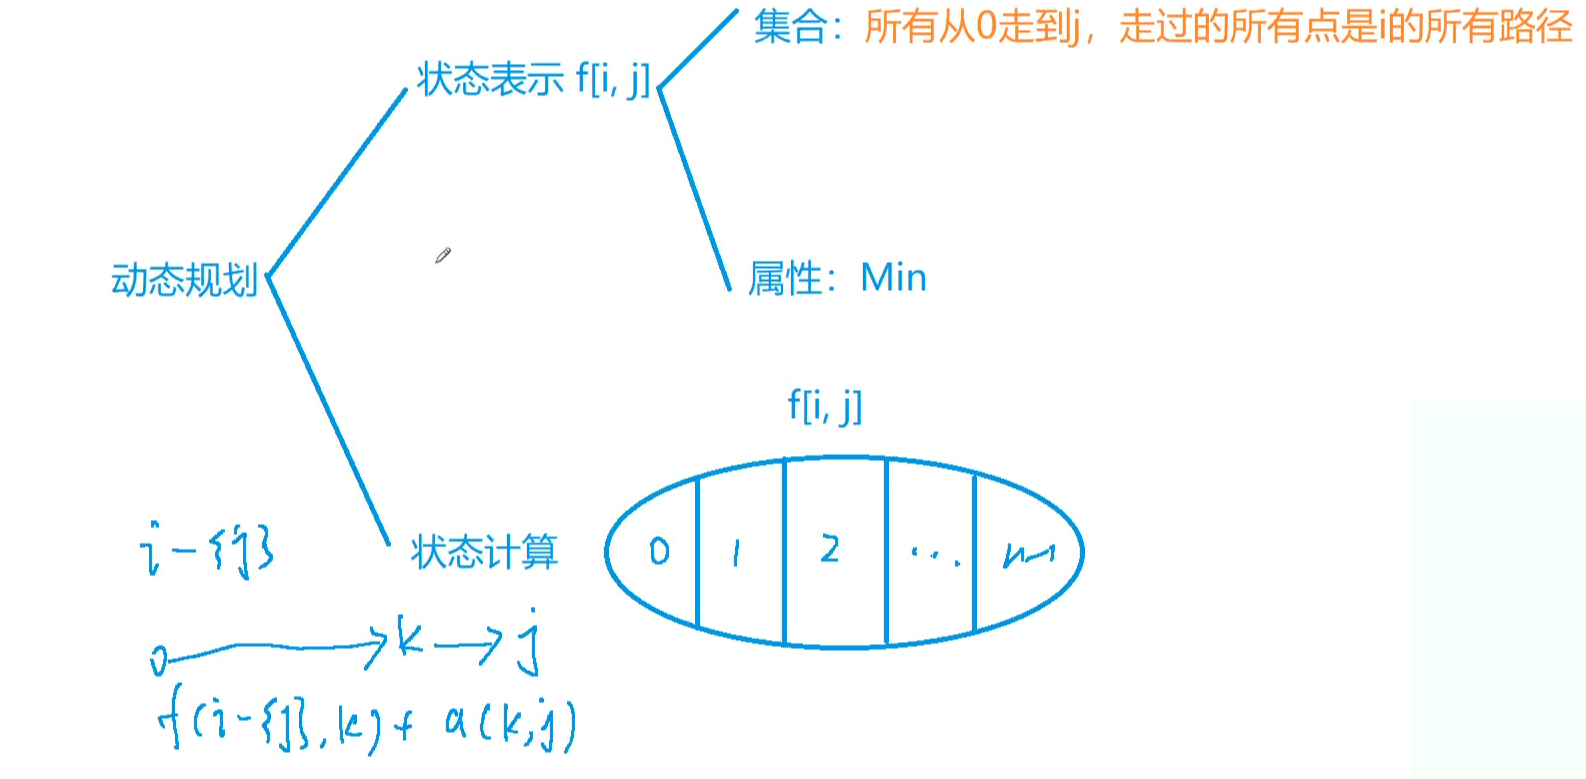 集合：所有从0走到j，走过的所有点是i的所有路径
状态表示 f[i, j]
动态规划
属性：Min
f[i, j]
i-{j}
状态计算
0 1 2 ... n-1
0 → k → j
f(i-{j}, k) + a(k,j)